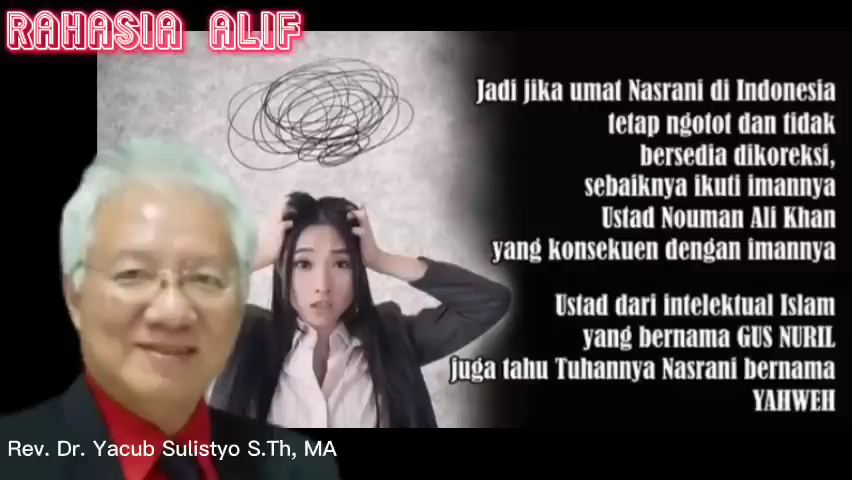 RAHASIA ALIF
Jadi jika umat Nasrani di Indonesia
tetap ngotot dan tidak
bersedia dikoreksi,
sebaiknya ikuti imannya
Ustad Nouman Ali Khan
yang konsekuen dengan imannya
Ustad dari intelektual Islam
yang bernama GUS NURIL
juga tahu Tuhannya Nasrani bernama
YAHWEH
Rev. Dr. Yacub Sulistyo S.Th, MA